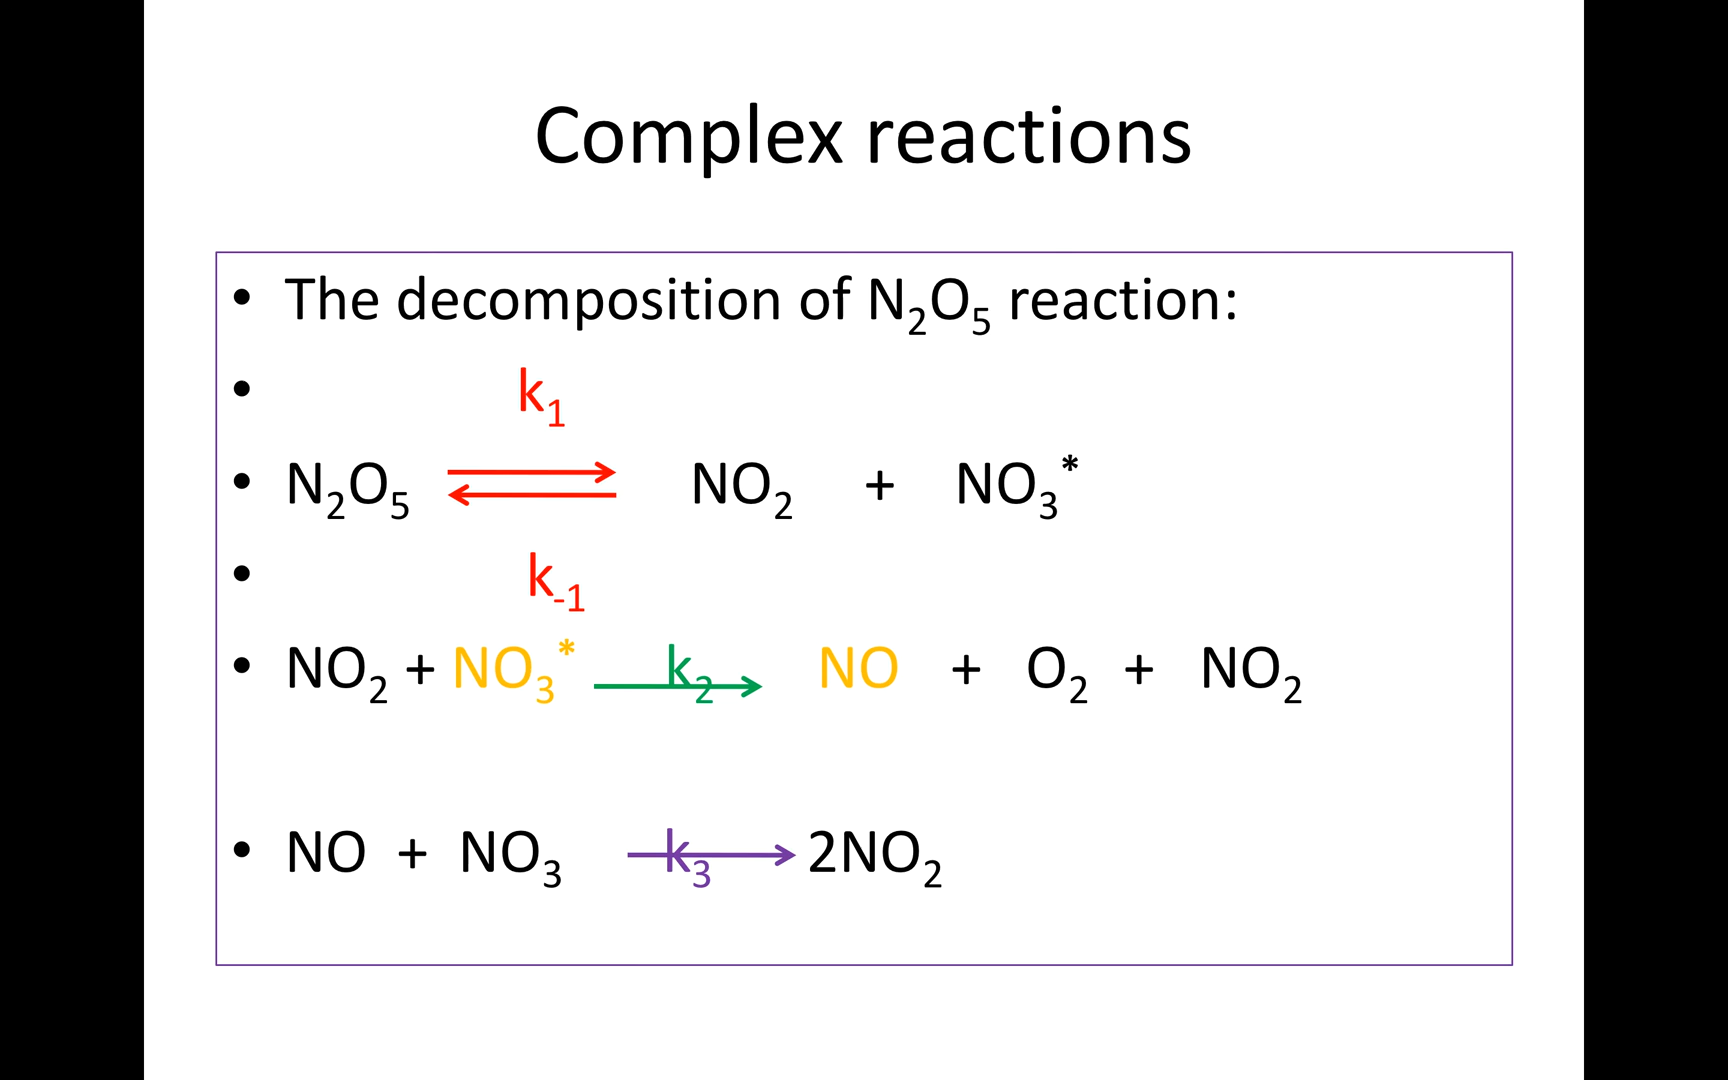 Complex reactions
• The decomposition of N₂O₅ reaction:
• k₁
• N₂O₅ ⇄ NO₂ + NO₃*
• k₋₁
• NO₂ + NO₃* → k₂ NO + O₂ + NO₂
• NO + NO₃ → k₃ 2NO₂